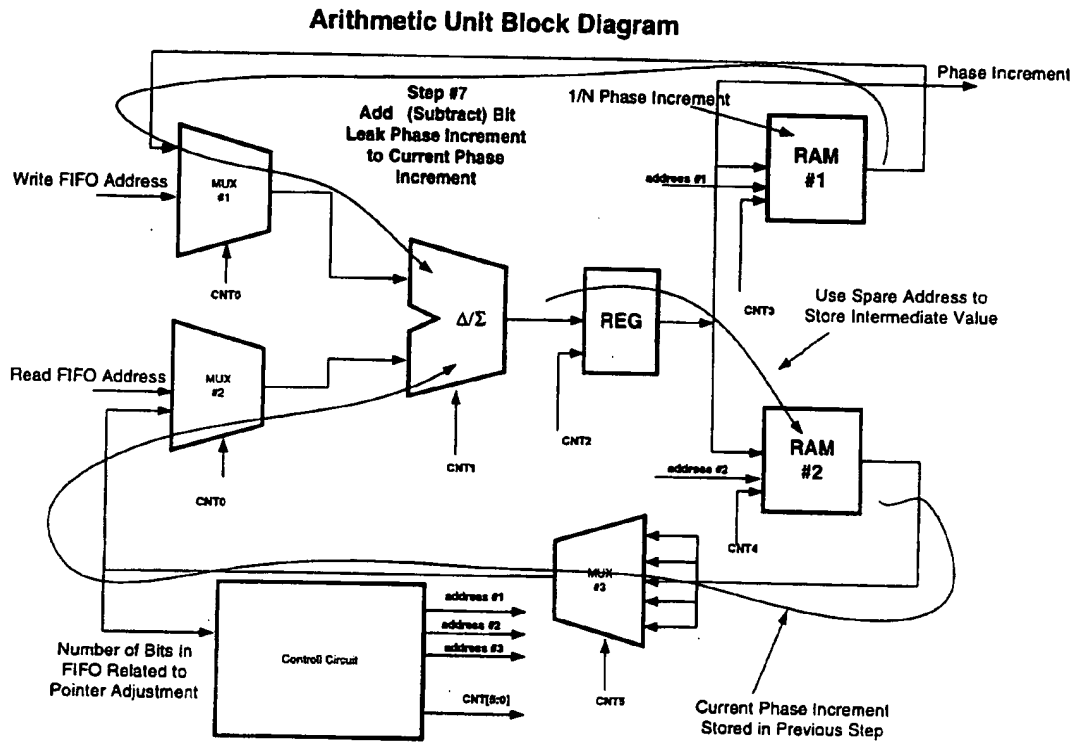 Arithmetic Unit Block Diagram
Phase Increment
Step #7
Add (Subtract) Bit
Leak Phase Increment
to Current Phase
Increment
1/N Phase Increment
RAM
#1
address #1
CNT3
Write FIFO Address
MUX
#1
CNT0
Δ/Σ
CNT1
REG
CNT2
Use Spare Address to
Store Intermediate Value
Read FIFO Address
MUX
#2
CNT0
RAM
#2
address #2
CNT4
MUX
#3
CNT5
address #1
address #2
address #3
Controll Circuit
CNT[5:0]
Number of Bits in
FIFO Related to
Pointer Adjustment
Current Phase Increment
Stored in Previous Step